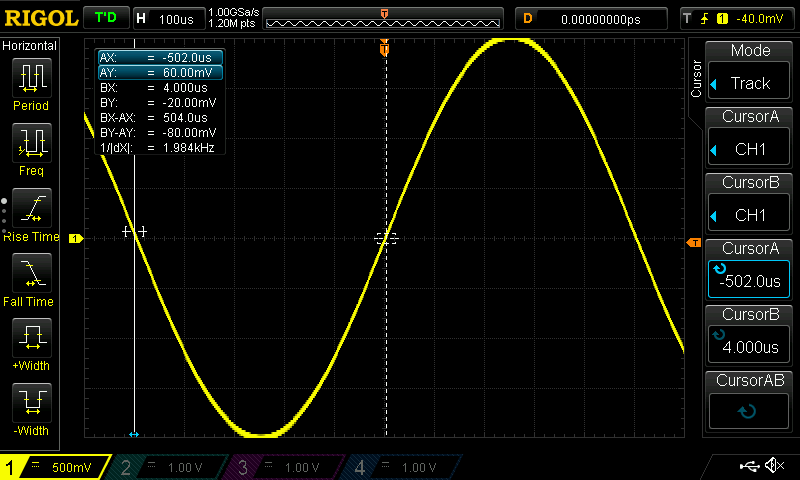 RIGOL T'D H 100us 1.00GSa/s D 0.00000000ps T 1 -40.0mV
1.20M pts
T
Horizontal
Period
Freq
Rise Time
Fall Time
+Width
-Width
AX: = -502.0us
AY: = 60.00mV
BX: = 4.000us
BY: = -20.00mV
BX-AX: = 504.0us
BY-AY: = -80.00mV
1/|dX|: = 1.984kHz
T
1
T
Cursor
Mode
Track
CursorA
CH1
CursorB
CH1
CursorA
-502.0us
CursorB
4.000us
CursorAB
1 = 500mV 2 = 1.00 V 3 = 1.00 V 4 = 1.00 V